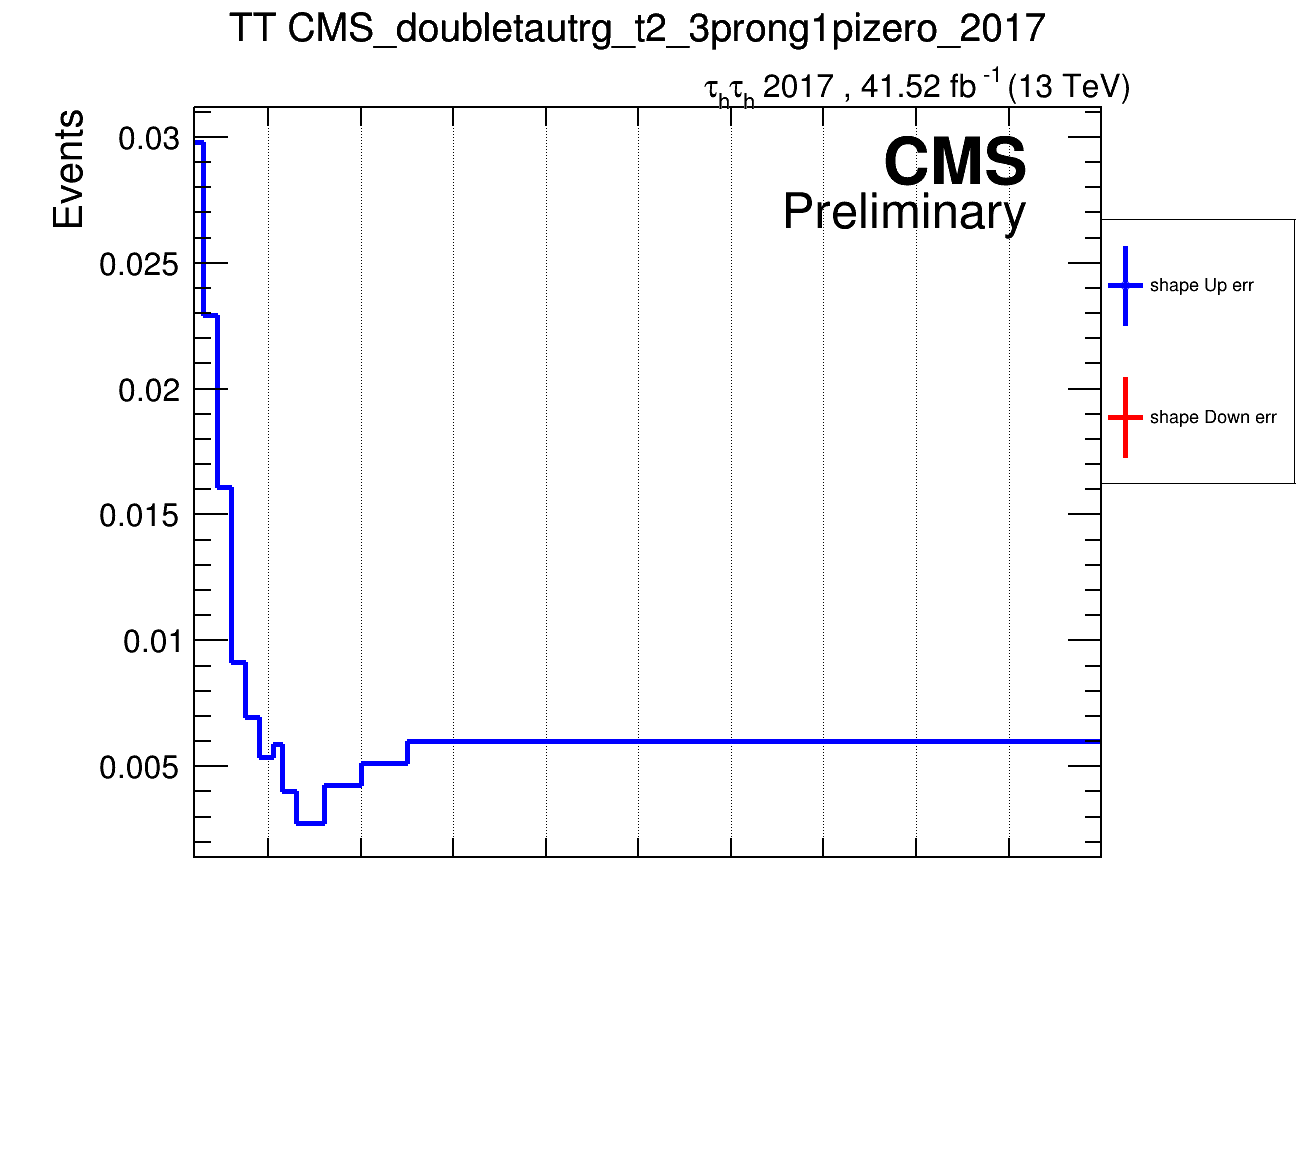 TT CMS_doubletautrg_t2_3prong1pizero_2017
τhτh 2017 , 41.52 fb -1 (13 TeV)
Events
CMS
Preliminary
0.03
0.025
0.02
0.015
0.01
0.005
shape Up err
shape Down err